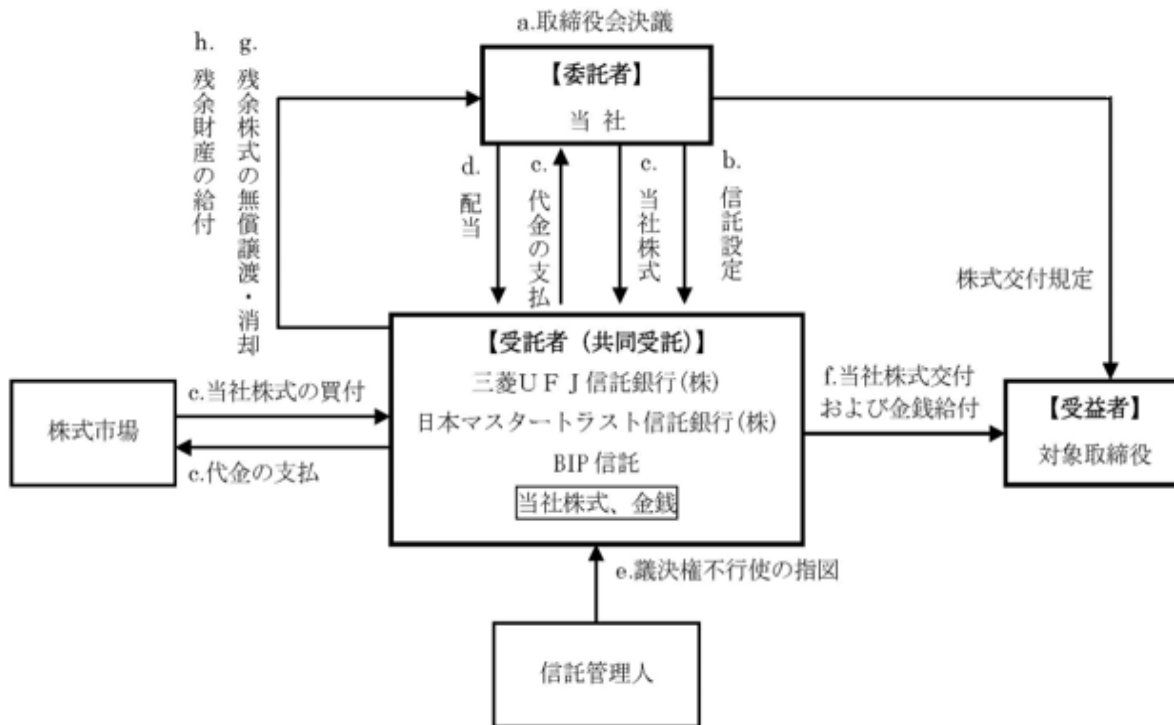 a.取締役会決議
【委託者】
当 社
h. 残余財産の給付
g. 残余株式の無償譲渡・消却
d. 配当
c. 代金の支払
c. 当社株式
b. 信託設定
株式交付規定
【受託者（共同受託）】
三菱ＵＦＪ信託銀行(株)
日本マスタートラスト信託銀行(株)
BIP 信託
当社株式、金銭
株式市場
c.当社株式の買付
c.代金の支払
f.当社株式交付
および金銭給付
【受益者】
対象取締役
e.議決権不行使の指図
信託管理人